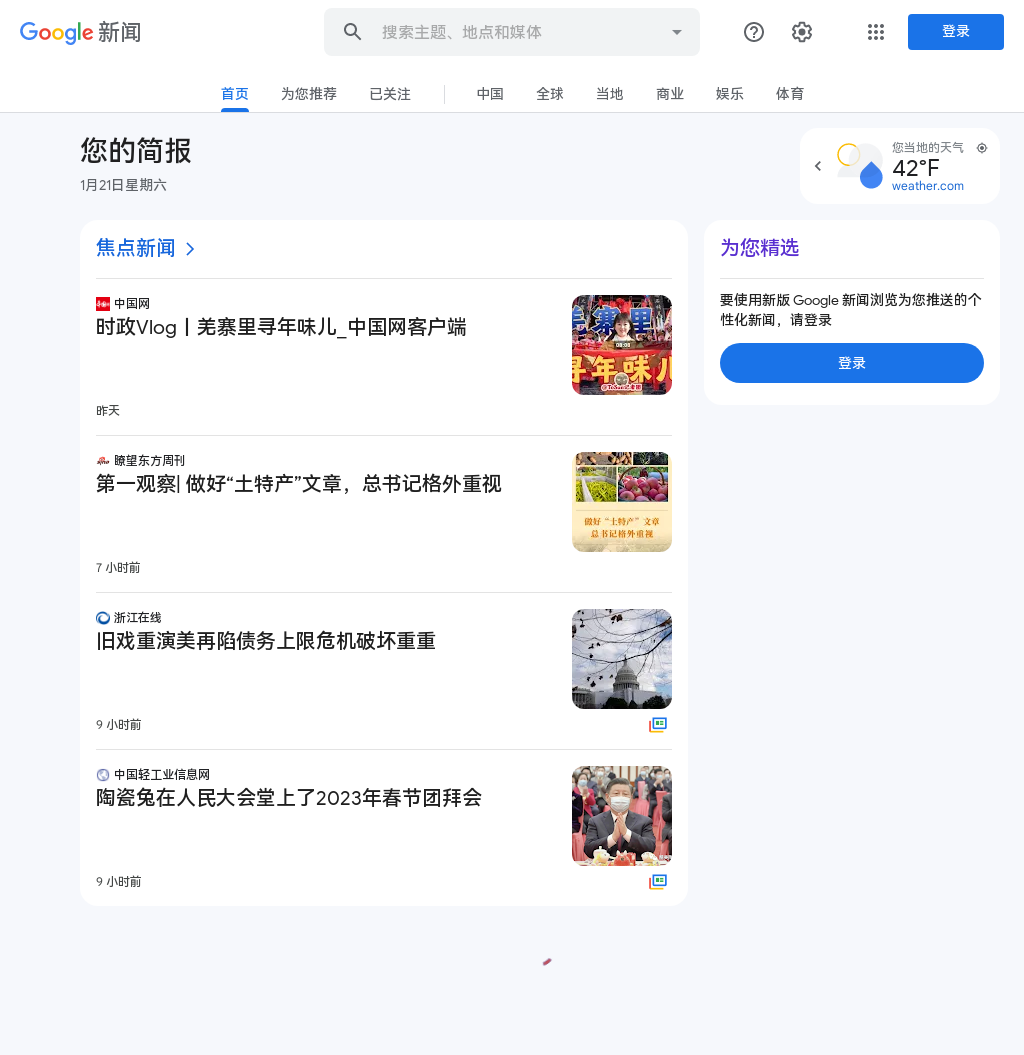 Google 新闻
搜索主题、地点和媒体
登录
首页
为您推荐
已关注
中国
全球
当地
商业
娱乐
体育
您的简报
1月21日星期六
您当地的天气
42°F
weather.com
焦点新闻
中国网
时政Vlog丨羌寨里寻年味儿_中国网客户端
昨天
羌寨里
寻年味儿
瞭望东方周刊
第一观察| 做好“土特产”文章，总书记格外重视
7 小时前
做好“土特产”文章
总书记格外重视
浙江在线
旧戏重演美再陷债务上限危机破坏重重
9 小时前
中国轻工业信息网
陶瓷兔在人民大会堂上了2023年春节团拜会
9 小时前
为您精选
要使用新版 Google 新闻浏览为您推送的个
性化新闻，请登录
登录